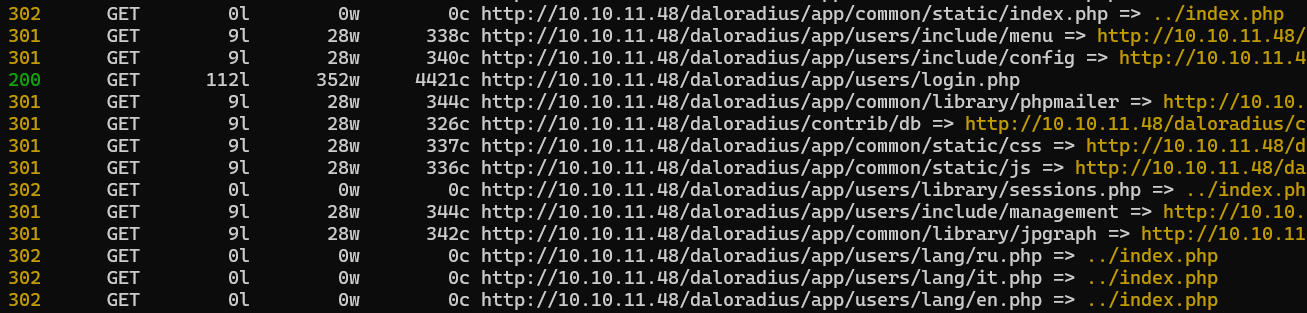 302 GET 0l 0w 0c http://10.10.11.48/daloradius/app/common/static/index.php => ../index.php
301 GET 9l 28w 338c http://10.10.11.48/daloradius/app/users/include/menu => http://10.10.11.48/
301 GET 9l 28w 340c http://10.10.11.48/daloradius/app/users/include/config => http://10.10.11.4
200 GET 112l 352w 4421c http://10.10.11.48/daloradius/app/users/login.php
301 GET 9l 28w 344c http://10.10.11.48/daloradius/app/common/library/phpmailer => http://10.10.
301 GET 9l 28w 326c http://10.10.11.48/daloradius/contrib/db => http://10.10.11.48/daloradius/c
301 GET 9l 28w 337c http://10.10.11.48/daloradius/app/common/static/css => http://10.10.11.48/d
301 GET 9l 28w 336c http://10.10.11.48/daloradius/app/common/static/js => http://10.10.11.48/da
302 GET 0l 0w 0c http://10.10.11.48/daloradius/app/users/library/sessions.php => ../index.ph
301 GET 9l 28w 344c http://10.10.11.48/daloradius/app/users/include/management => http://10.10.
301 GET 9l 28w 342c http://10.10.11.48/daloradius/app/common/library/jpgraph => http://10.10.11
302 GET 0l 0w 0c http://10.10.11.48/daloradius/app/users/lang/ru.php => ../index.php
302 GET 0l 0w 0c http://10.10.11.48/daloradius/app/users/lang/it.php => ../index.php
302 GET 0l 0w 0c http://10.10.11.48/daloradius/app/users/lang/en.php => ../index.php